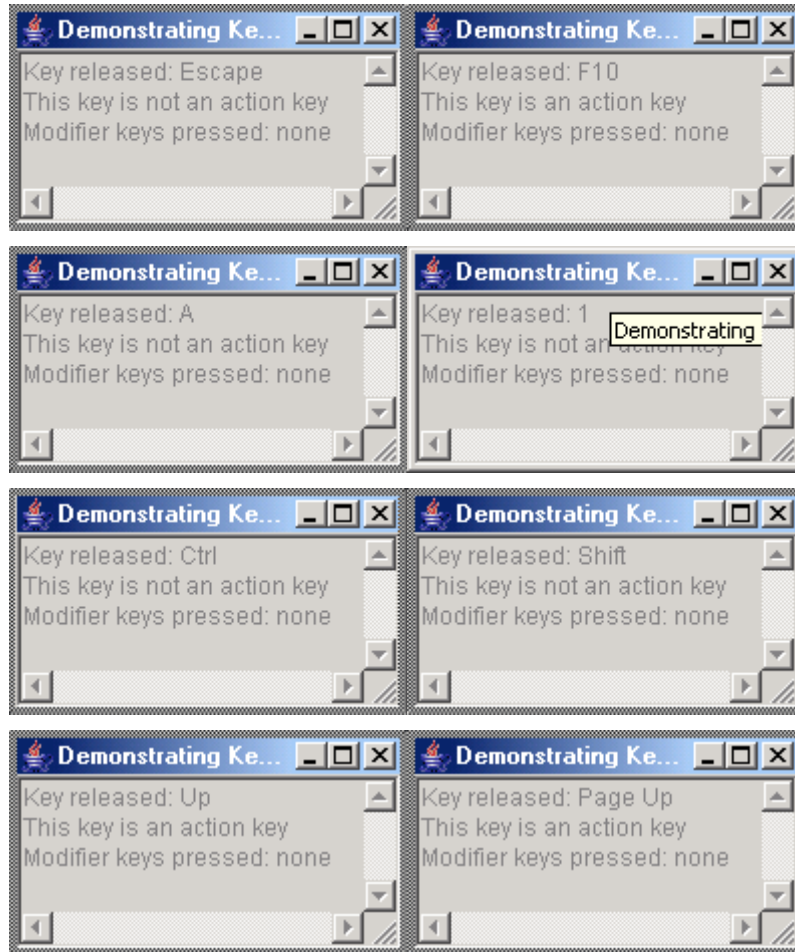 Demonstrating Ke...
Key released: Escape
This key is not an action key
Modifier keys pressed: none
Demonstrating Ke...
Key released: F10
This key is an action key
Modifier keys pressed: none
Demonstrating Ke...
Key released: A
This key is not an action key
Modifier keys pressed: none
Demonstrating Ke...
Key released: 1
Demonstrating
This key is not an action key
Modifier keys pressed: none
Demonstrating Ke...
Key released: Ctrl
This key is not an action key
Modifier keys pressed: none
Demonstrating Ke...
Key released: Shift
This key is not an action key
Modifier keys pressed: none
Demonstrating Ke...
Key released: Up
This key is an action key
Modifier keys pressed: none
Demonstrating Ke...
Key released: Page Up
This key is an action key
Modifier keys pressed: none